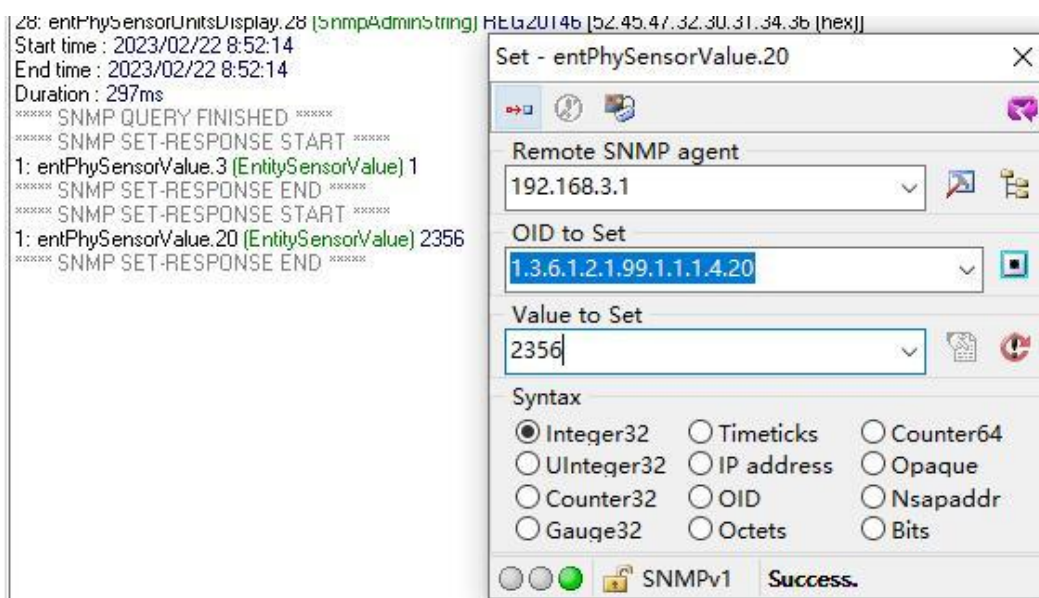 28: entPhySensorUnitsDisplay.28 (SnmpAdminString) REG20146 [52.45.47.32.30.31.34.36 (hex)]
Start time : 2023/02/22 8:52:14
End time : 2023/02/22 8:52:14
Duration : 297ms
***** SNMP QUERY FINISHED *****
***** SNMP SET-RESPONSE START *****
1: entPhySensorValue.3 (EntitySensorValue) 1
***** SNMP SET-RESPONSE END *****
***** SNMP SET-RESPONSE START *****
1: entPhySensorValue.20 (EntitySensorValue) 2356
***** SNMP SET-RESPONSE END *****
Set - entPhySensorValue.20
Remote SNMP agent
192.168.3.1
OID to Set
1.3.6.1.2.1.99.1.1.1.4.20
Value to Set
2356
Syntax
Integer32 Timeticks Counter64
UInteger32 IP address Opaque
Counter32 OID Nsapaddr
Gauge32 Octets Bits
SNMPv1 Success.